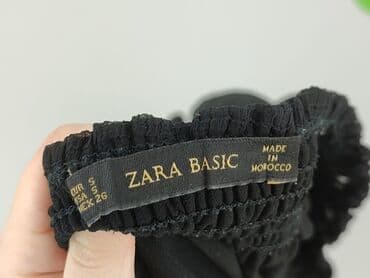 EUR S
USA S
MEX 26
ZARA BASIC
MADE
IN
MOROCCO